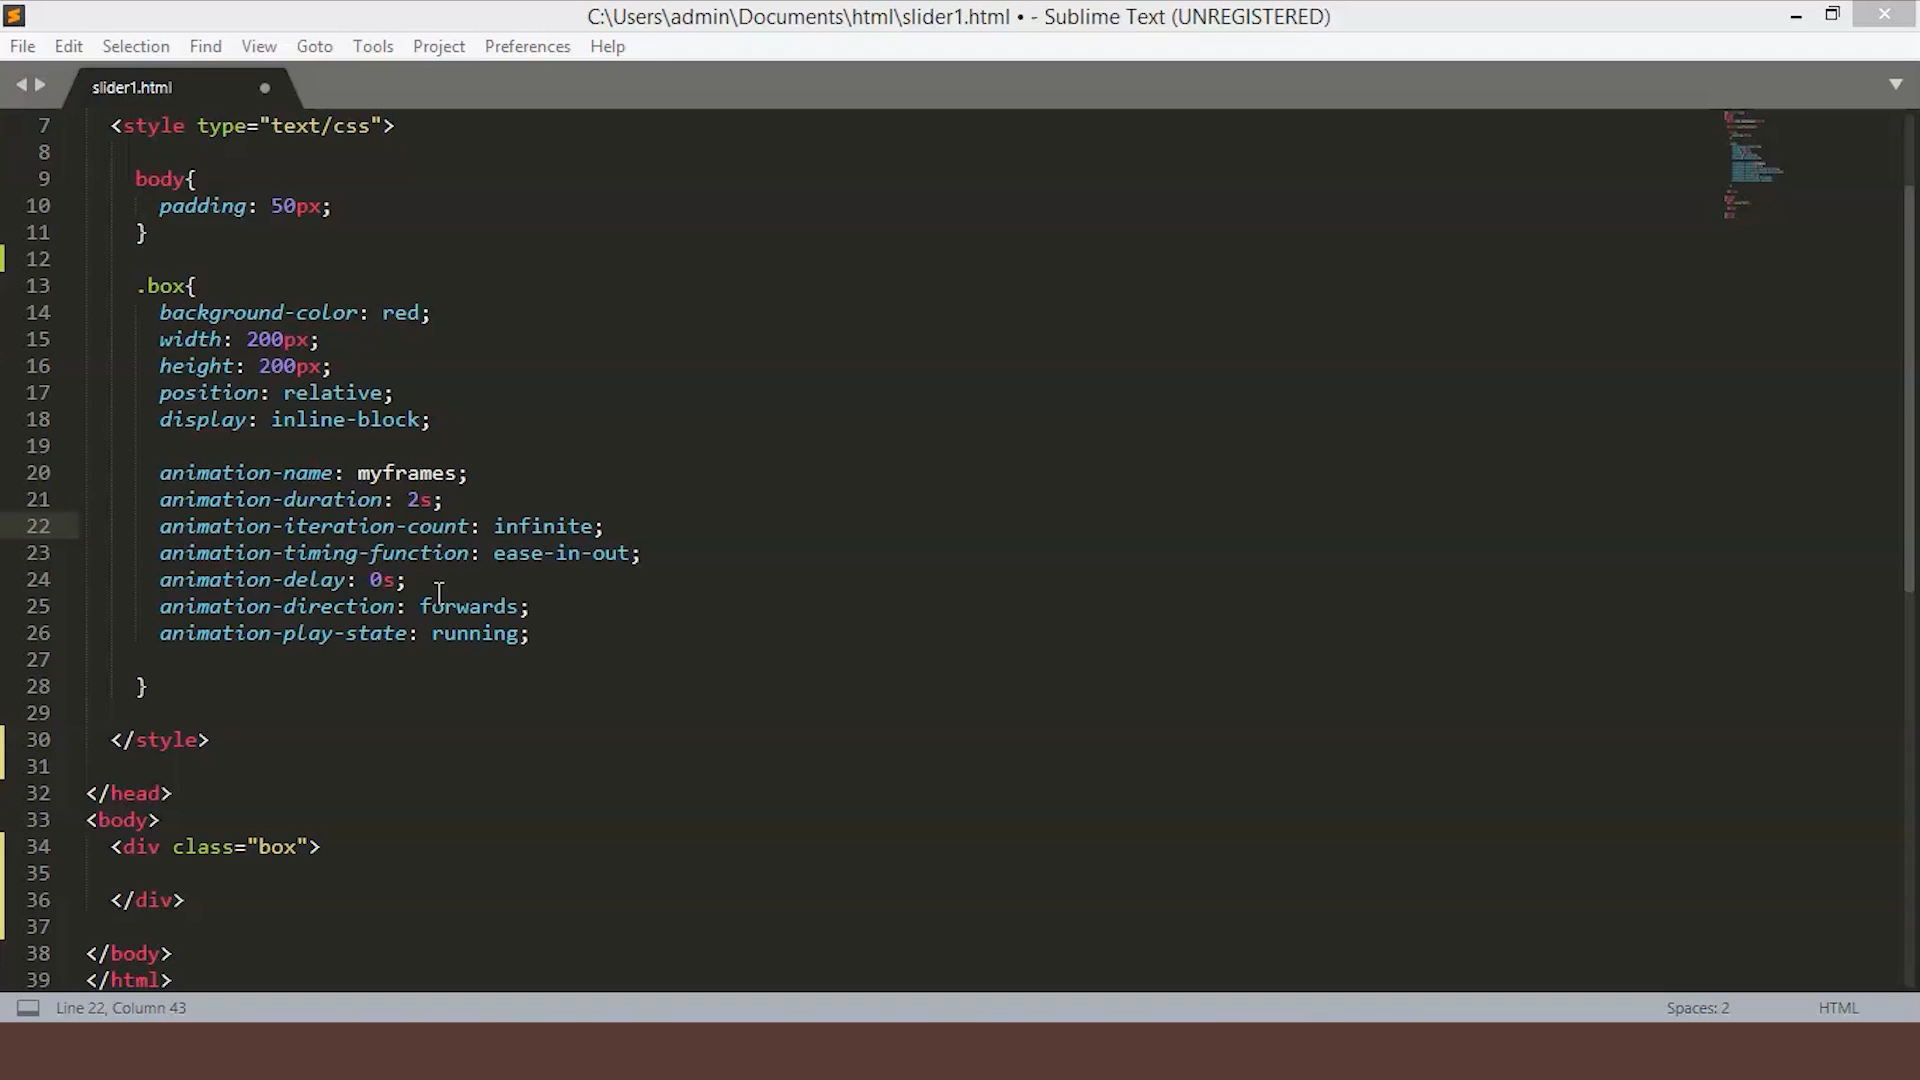 C:\Users\admin\Documents\html\slider1.html • - Sublime Text (UNREGISTERED)
File Edit Selection Find View Goto Tools Project Preferences Help
slider1.html
7 <style type="text/css">
8
9 body{
10 padding: 50px;
11 }
12
13 .box{
14 background-color: red;
15 width: 200px;
16 height: 200px;
17 position: relative;
18 display: inline-block;
19
20 animation-name: myframes;
21 animation-duration: 2s;
22 animation-iteration-count: infinite;
23 animation-timing-function: ease-in-out;
24 animation-delay: 0s;
25 animation-direction: forwards;
26 animation-play-state: running;
27
28 }
29
30 </style>
31
32 </head>
33 <body>
34 <div class="box">
35
36 </div>
37
38 </body>
39 </html>
Line 22, Column 43 Spaces: 2 HTML